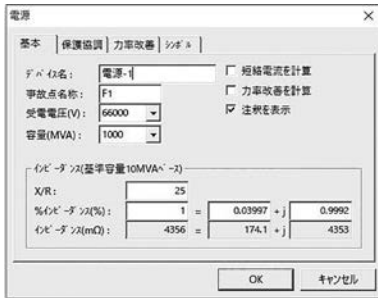 電源
基本 保護協調 力率改善 シンボル
デバイス名： 電源-1 短絡電流を計算
事故点名称： F1 力率改善を計算
受電電圧(V)： 66000 注釈を表示
容量(MVA)： 1000
インピーダンス(基準容量10MVAベース)
X/R： 25
%インピーダンス(%)： 1 = 0.03997 + j 0.9992
インピーダンス(mΩ)： 4356 = 174.1 + j 4353
OK キャンセル